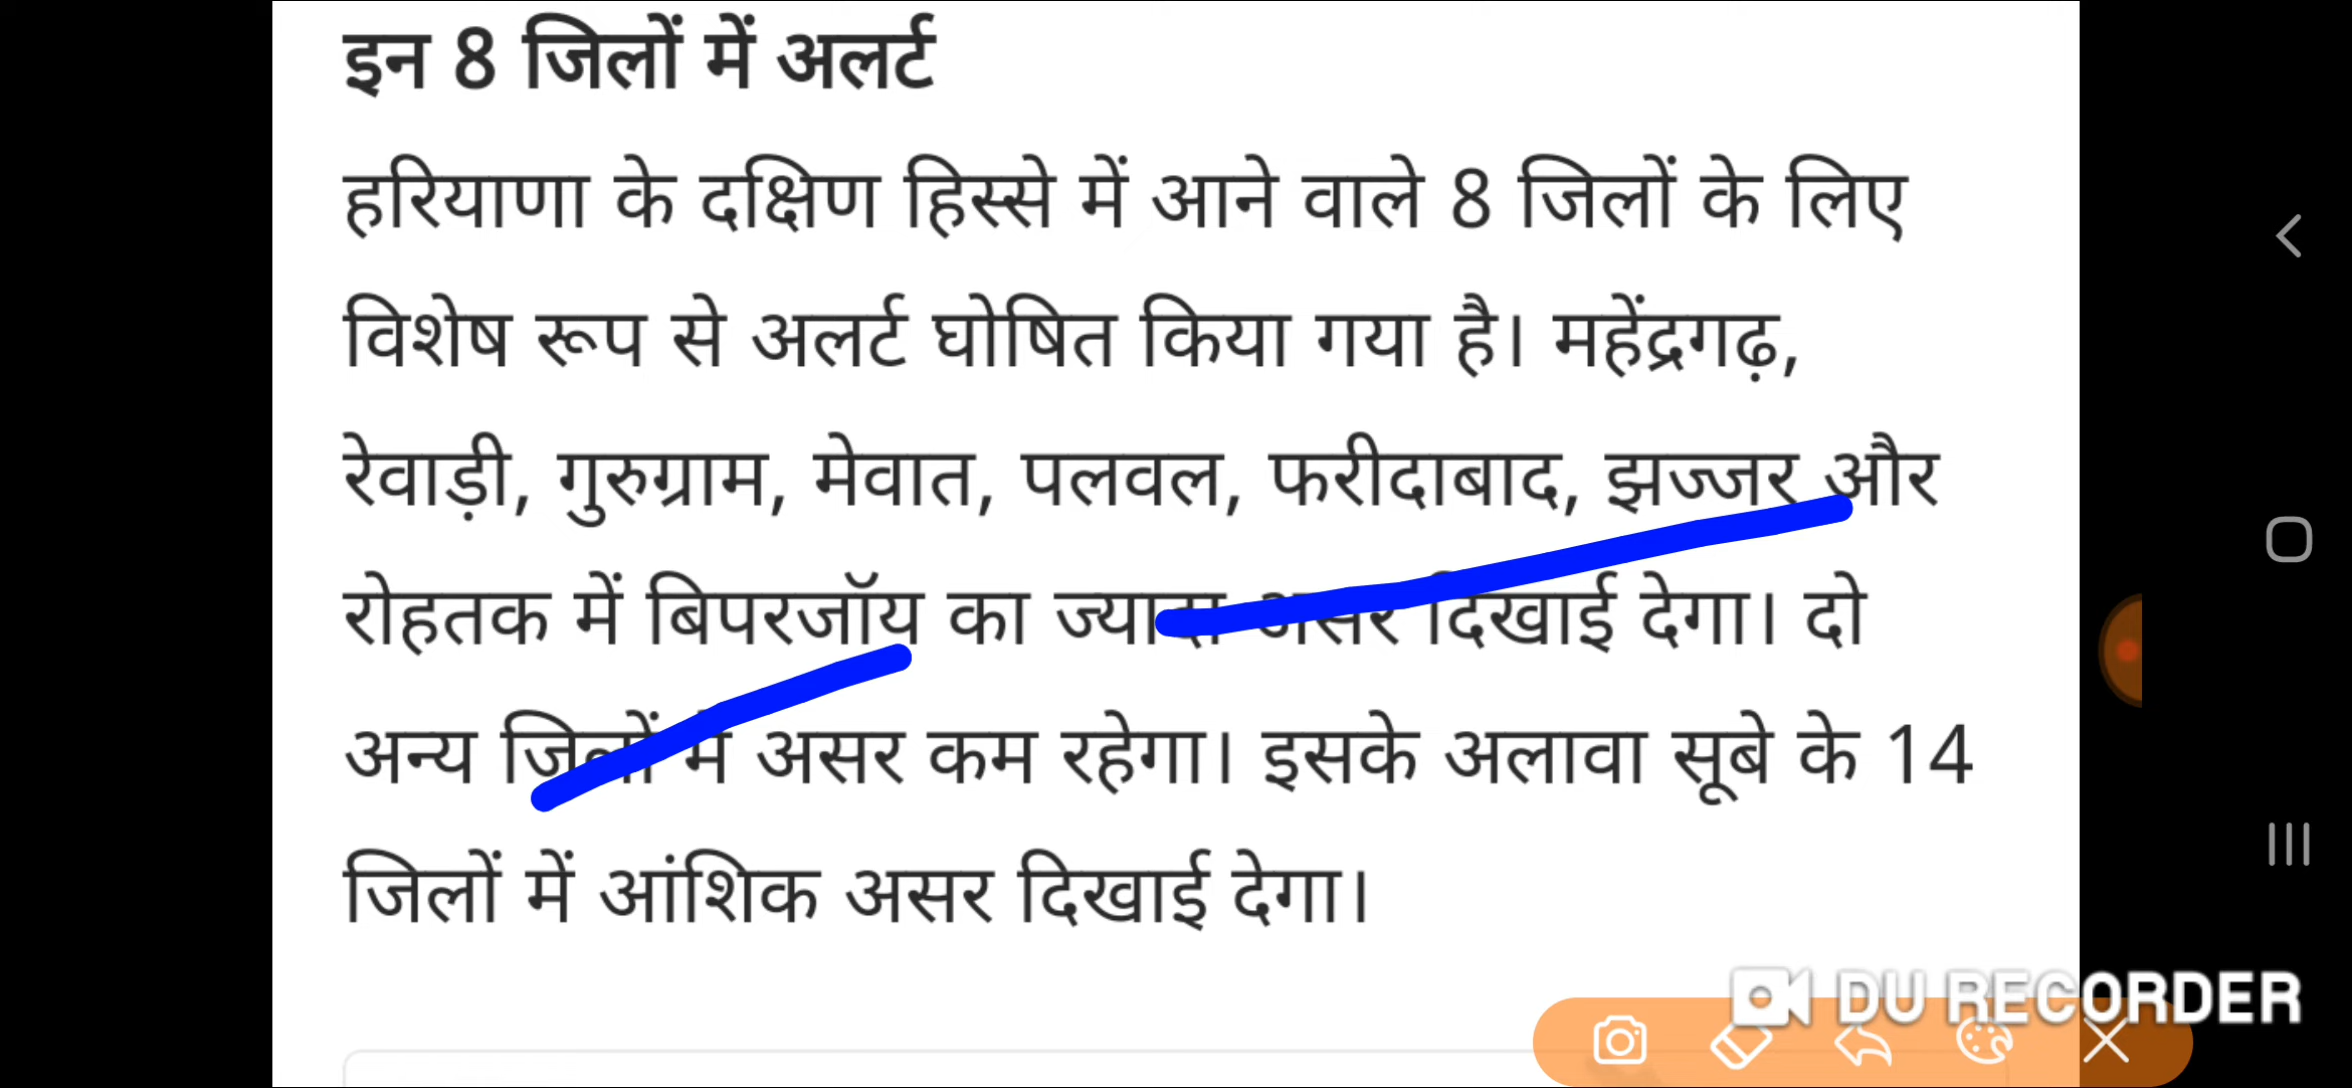 इन 8 जिलों में अलर्ट
हरियाणा के दक्षिण हिस्से में आने वाले 8 जिलों के लिए
विशेष रूप से अलर्ट घोषित किया गया है। महेंद्रगढ़,
रेवाड़ी, गुरुग्राम, मेवात, पलवल, फरीदाबाद, झज्जर और
रोहतक में बिपरजॉय का ज्यादा असर दिखाई देगा। दो
अन्य जिलों में असर कम रहेगा। इसके अलावा सूबे के 14
जिलों में आंशिक असर दिखाई देगा।
DU RECORDER